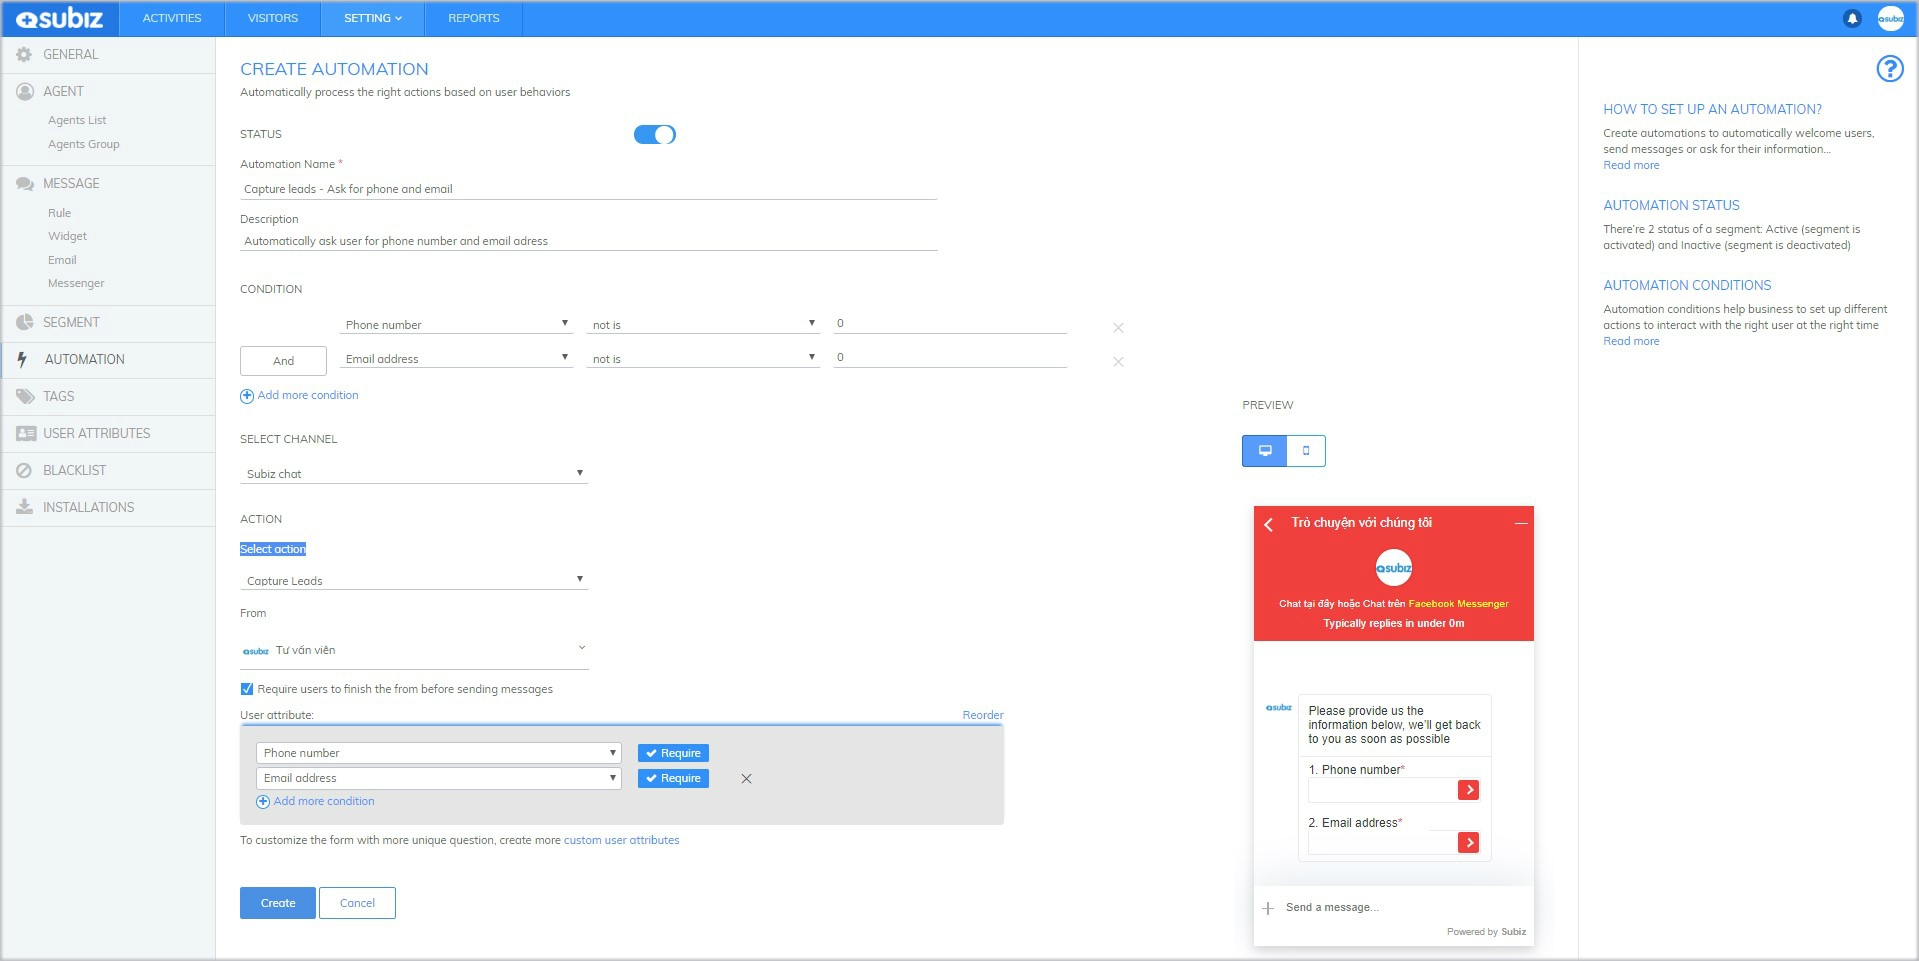 subiz
ACTIVITIES
VISITORS
SETTING
REPORTS
subiz
GENERAL
AGENT
Agents List
Agents Group
MESSAGE
Rule
Widget
Email
Messenger
SEGMENT
AUTOMATION
TAGS
USER ATTRIBUTES
BLACKLIST
INSTALLATIONS
CREATE AUTOMATION
Automatically process the right actions based on user behaviors
STATUS
Automation Name *
Capture leads - Ask for phone and email
Description
Automatically ask user for phone number and email adress
CONDITION
Phone number not is 0
And Email address not is 0
Add more condition
SELECT CHANNEL
Subiz chat
ACTION
Select action
Capture Leads
From
subiz Tư vấn viên
Require users to finish the from before sending messages
User attribute: Reorder
Phone number Require
Email address Require
Add more condition
To customize the form with more unique question, create more custom user attributes
Create Cancel
PREVIEW
Trò chuyện với chúng tôi
subiz
Chat tại đây hoặc Chat trên Facebook Messenger
Typically replies in under 0m
subiz
Please provide us the
information below, we'll get back
to you as soon as possible
1. Phone number*
2. Email address*
Send a message...
Powered by Subiz
?
HOW TO SET UP AN AUTOMATION?
Create automations to automatically welcome users,
send messages or ask for their information...
Read more
AUTOMATION STATUS
There're 2 status of a segment: Active (segment is
activated) and Inactive (segment is deactivated)
AUTOMATION CONDITIONS
Automation conditions help business to set up different
actions to interact with the right user at the right time
Read more